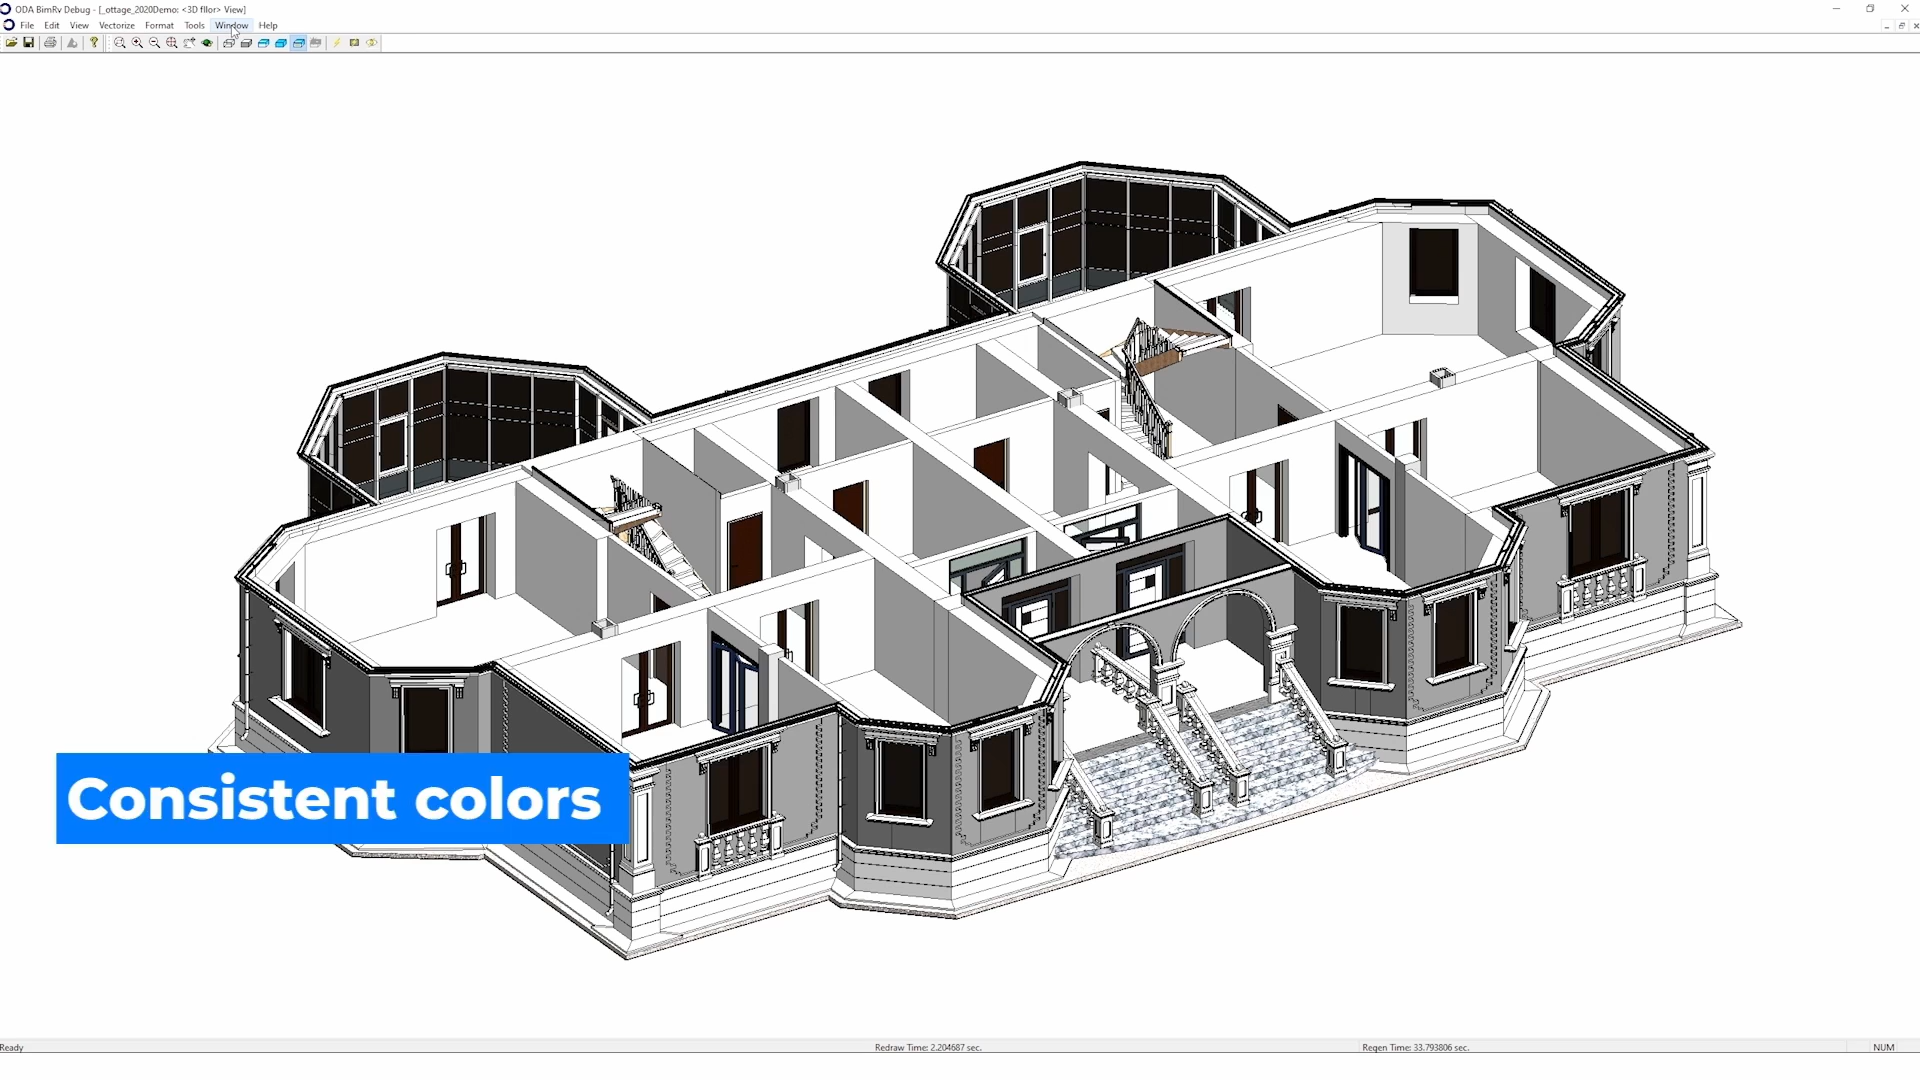 ODA BimRv Debug - [_ottage_2020Demo: <3D fllor> View]
File Edit View Vectorize Format Tools Window Help
Consistent colors
Ready Redraw Time: 2.204687 sec. Regen Time: 33.793806 sec. NUM